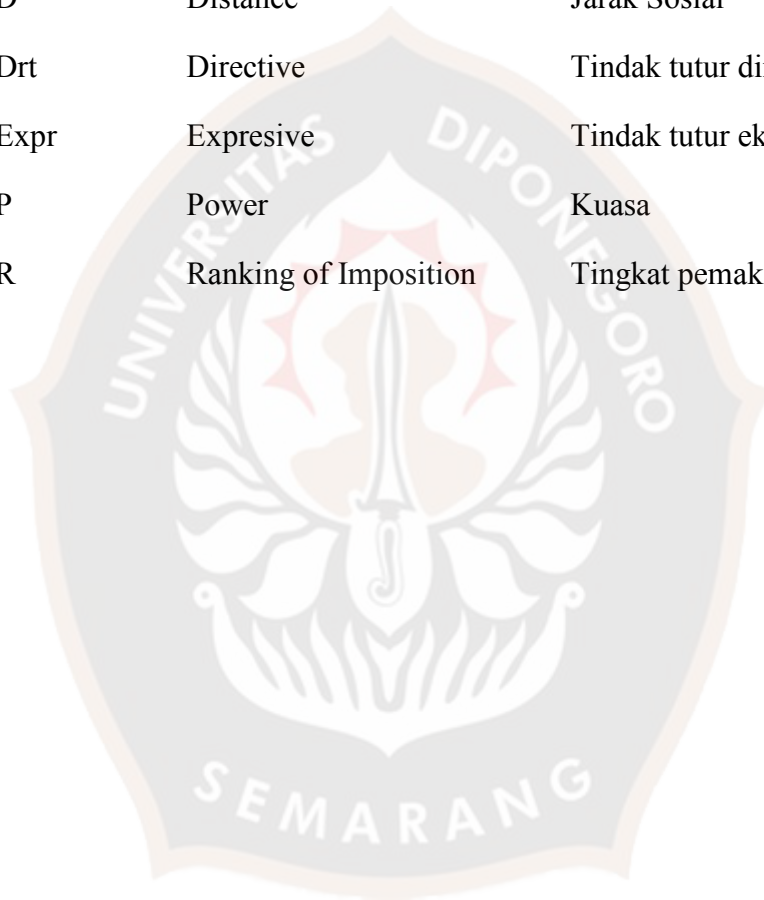 D Distance Jarak Sosial
Drt Directive Tindak tutur
Expr Expresive Tindak tutur
P Power Kuasa
R Ranking of Imposition Tingkat
UNIVERSITAS DIPONEGORO
SEMARANG